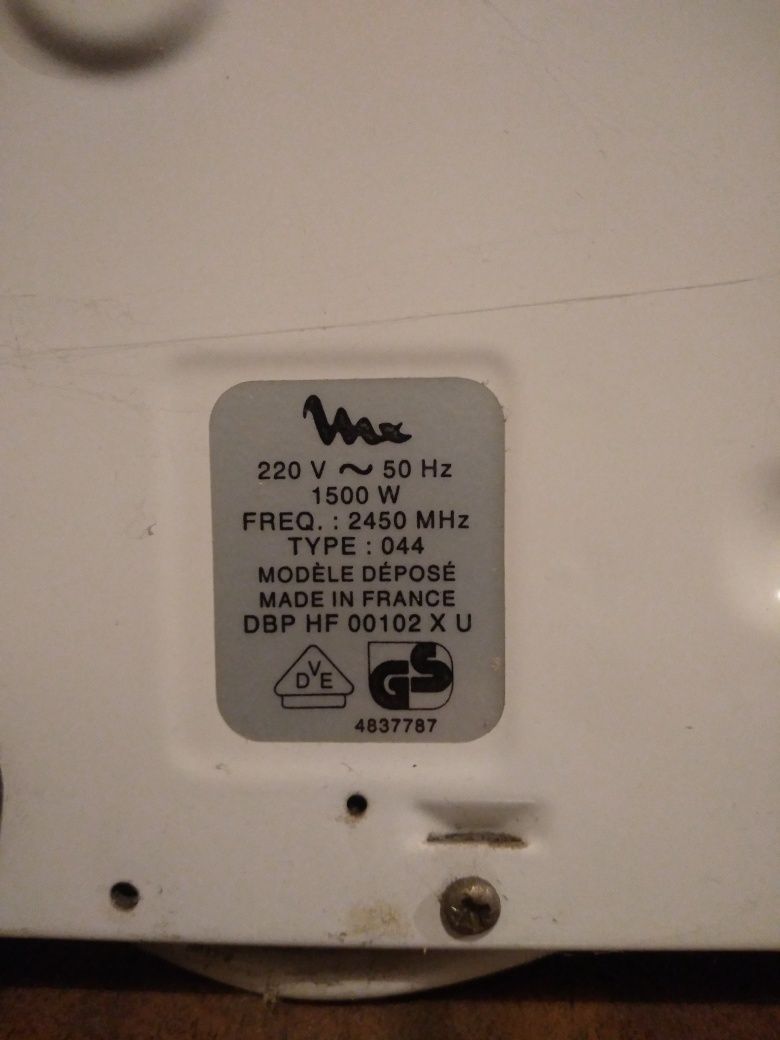 220 V ~ 50 Hz
1500 W
FREQ. : 2450 MHz
TYPE : 044
MODÈLE DÉPOSÉ
MADE IN FRANCE
DBP HF 00102 X U
DVE GS
4837787